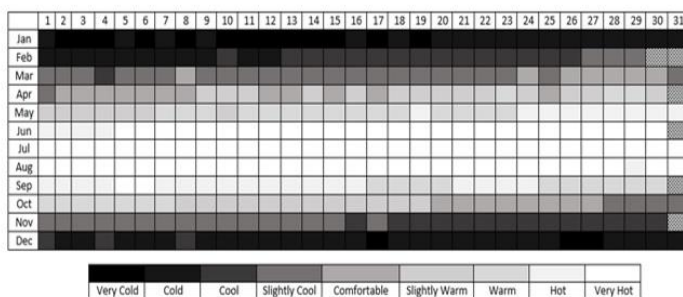 1 2 3 4 5 6 7 8 9 10 11 12 13 14 15 16 17 18 19 20 21 22 23 24 25 26 27 28 29 30 31
Jan
Feb
Mar
Apr
May
Jun
Jul
Aug
Sep
Oct
Nov
Dec
Very Cold Cold Cool Slightly Cool Comfortable Slightly Warm Warm Hot Very Hot